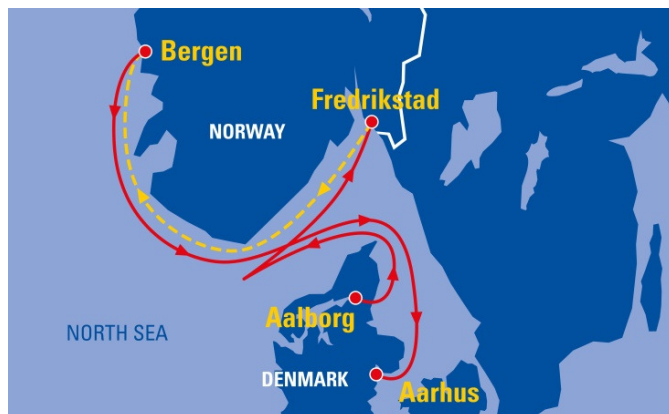 Bergen
Fredrikstad
NORWAY
Aalborg
NORTH SEA
DENMARK
Aarhus